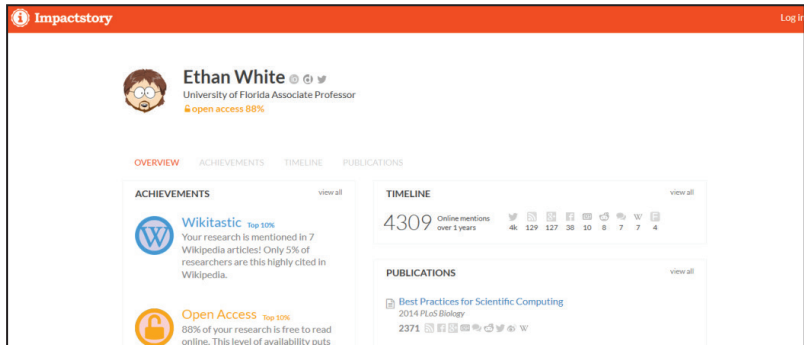 Impactstory
Log in
Ethan White
University of Florida Associate Professor
open access 88%
OVERVIEW ACHIEVEMENTS TIMELINE PUBLICATIONS
ACHIEVEMENTS view all
Wikitastic Top 10%
Your research is mentioned in 7
Wikipedia articles! Only 5% of
researchers are this highly cited in
Wikipedia.
Open Access Top 10%
88% of your research is free to read
online. This level of availability puts
TIMELINE view all
4309 Online mentions
over 1 years
4k 129 127 38 10 8 7 7 4
PUBLICATIONS view all
Best Practices for Scientific Computing
2014 PLoS Biology
2371